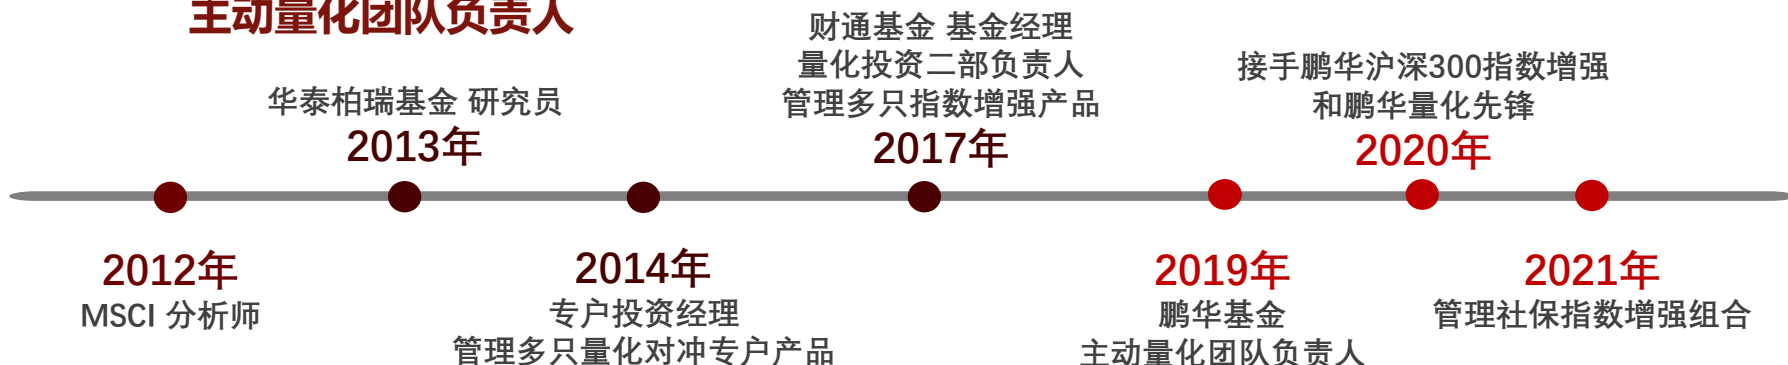 主动量化团队负责人
华泰柏瑞基金 研究员
2013年
财通基金 基金经理
量化投资二部负责人
管理多只指数增强产品
2017年
接手鹏华沪深300指数增强
和鹏华量化先锋
2020年
2012年
MSCI 分析师
2014年
专户投资经理
管理多只量化对冲专户产品
2019年
鹏华基金
主动量化团队负责人
2021年
管理社保指数增强组合